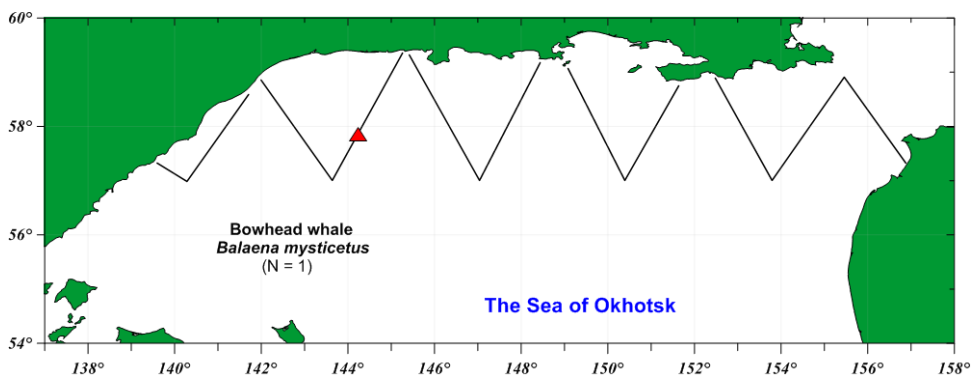 60°
58°
Bowhead whale
Balaena mysticetus
(N = 1)
56°
The Sea of Okhotsk
54°
138° 140° 142° 144° 146° 148° 150° 152° 154° 156° 158°